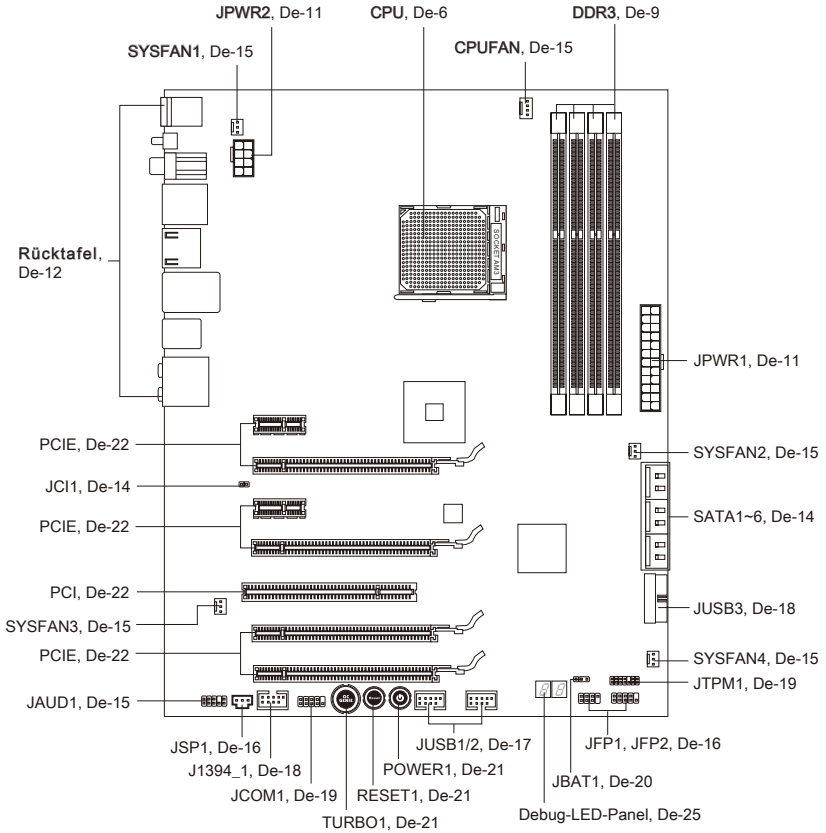 JPWR2, De-11
CPU, De-6
DDR3, De-9
SYSFAN1, De-15
CPUFAN, De-15
SOCKET AM3
Rücktafel,
De-12
JPWR1, De-11
PCIE, De-22
SYSFAN2, De-15
JCI1, De-14
SATA1~6, De-14
PCIE, De-22
PCI, De-22
JUSB3, De-18
SYSFAN3, De-15
PCIE, De-22
SYSFAN4, De-15
JTPM1, De-19
JAUD1, De-15
OC
GENIE
JSP1, De-16
JUSB1/2, De-17
JFP1, JFP2, De-16
J1394_1, De-18
POWER1, De-21
JBAT1, De-20
JCOM1, De-19
RESET1, De-21
Debug-LED-Panel, De-25
TURBO1, De-21